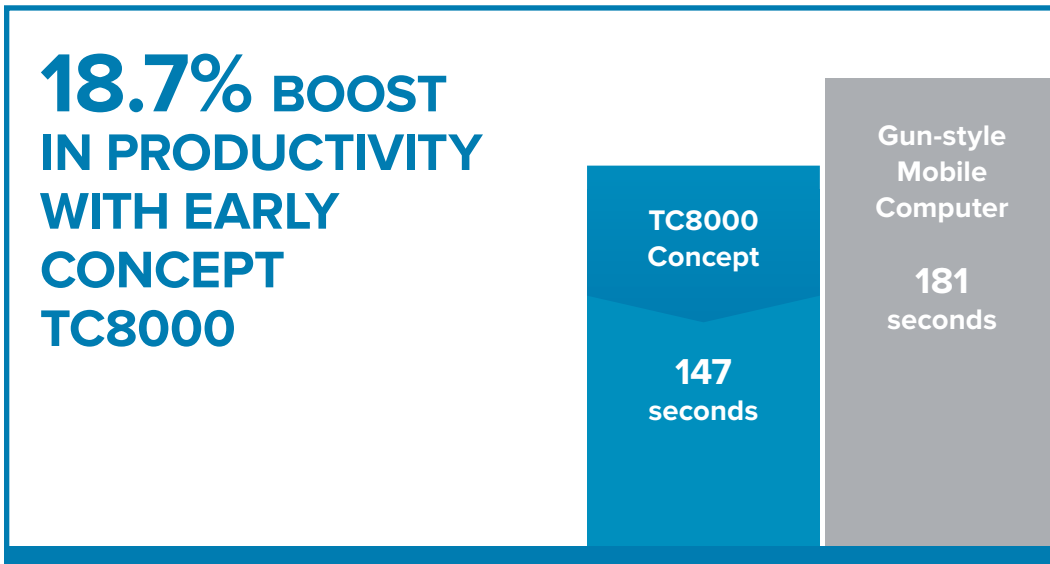 18.7% BOOST
IN PRODUCTIVITY
WITH EARLY
CONCEPT
TC8000
TC8000
Concept
147
seconds
Gun-style
Mobile
Computer
181
seconds